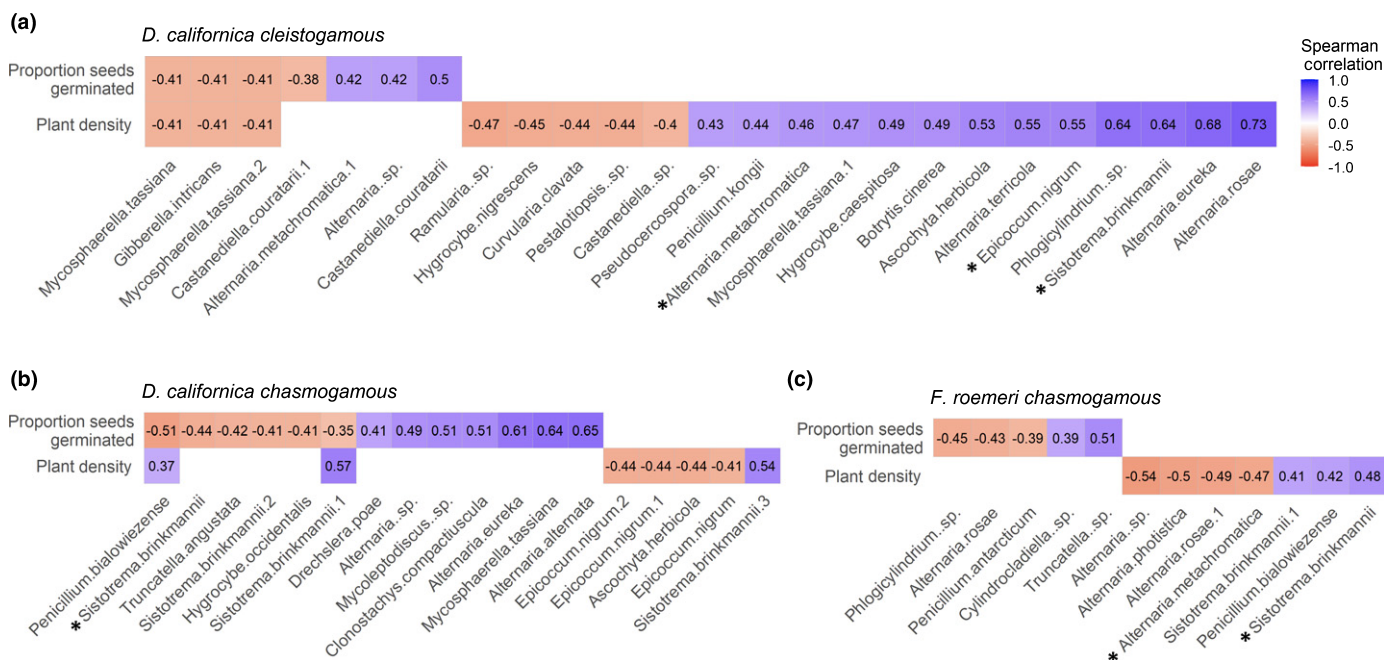 (a)
D. californica cleistogamous
Proportion seeds
germinated
-0.41 -0.41 -0.41 -0.38 0.42 0.42 0.5
Plant density
-0.41 -0.41 -0.41 -0.47 -0.45 -0.44 -0.44 -0.4 0.43 0.44 0.46 0.47 0.49 0.49 0.53 0.55 0.55 0.64 0.64 0.68 0.73
Mycosphaerella.tassiana
Gibberella.intricans
Mycosphaerella.tassiana.2
Castanediella.couratarii.1
Alternaria.metachromatica.1
Alternaria..sp.
Castanediella.couratarii
Ramularia..sp.
Hygrocybe.nigrescens
Curvularia.clavata
Pestalotiopsis..sp.
Castanediella..sp.
Pseudocercospora..sp.
Penicillium.kongii
*Alternaria.metachromatica
Mycosphaerella.tassiana.1
Hygrocybe.caespitosa
Botrytis.cinerea
Ascochyta.herbicola
Alternaria.terricola
*Epicoccum.nigrum
Phlogicylindrium..sp.
*Sistotrema.brinkmannii
Alternaria.eureka
Alternaria.rosae
Spearman
correlation
1.0
0.5
0.0
-0.5
-1.0
(b)
D. californica chasmogamous
Proportion seeds
germinated
-0.51 -0.44 -0.42 -0.41 -0.41 -0.35 0.41 0.49 0.51 0.51 0.61 0.64 0.65
Plant density
0.37 0.57 -0.44 -0.44 -0.44 -0.41 0.54
Penicillium.bialowiezense
*Sistotrema.brinkmannii
Truncatella.angustata
Sistotrema.brinkmannii.2
Hygrocybe.occidentalis
Sistotrema.brinkmannii.1
Drechslera.poae
Alternaria..sp.
Mycoleptodiscus..sp.
Clonostachys.compactiuscula
Alternaria.eureka
Mycosphaerella.tassiana
Alternaria.alternata
Epicoccum.nigrum.2
Epicoccum.nigrum.1
Ascochyta.herbicola
Epicoccum.nigrum
Sistotrema.brinkmannii.3
(c)
F. roemeri chasmogamous
Proportion seeds
germinated
-0.45 -0.43 -0.39 0.39 0.51
Plant density
-0.54 -0.5 -0.49 -0.47 0.41 0.42 0.48
Phlogicylindrium..sp.
Alternaria.rosae
Penicillium.antarcticum
Cylindrocladiella..sp.
Truncatella..sp.
Alternaria..sp.
Alternaria.photistica
Alternaria.rosae.1
*Alternaria.metachromatica
Sistotrema.brinkmannii.1
Penicillium.bialowiezense
*Sistotrema.brinkmannii